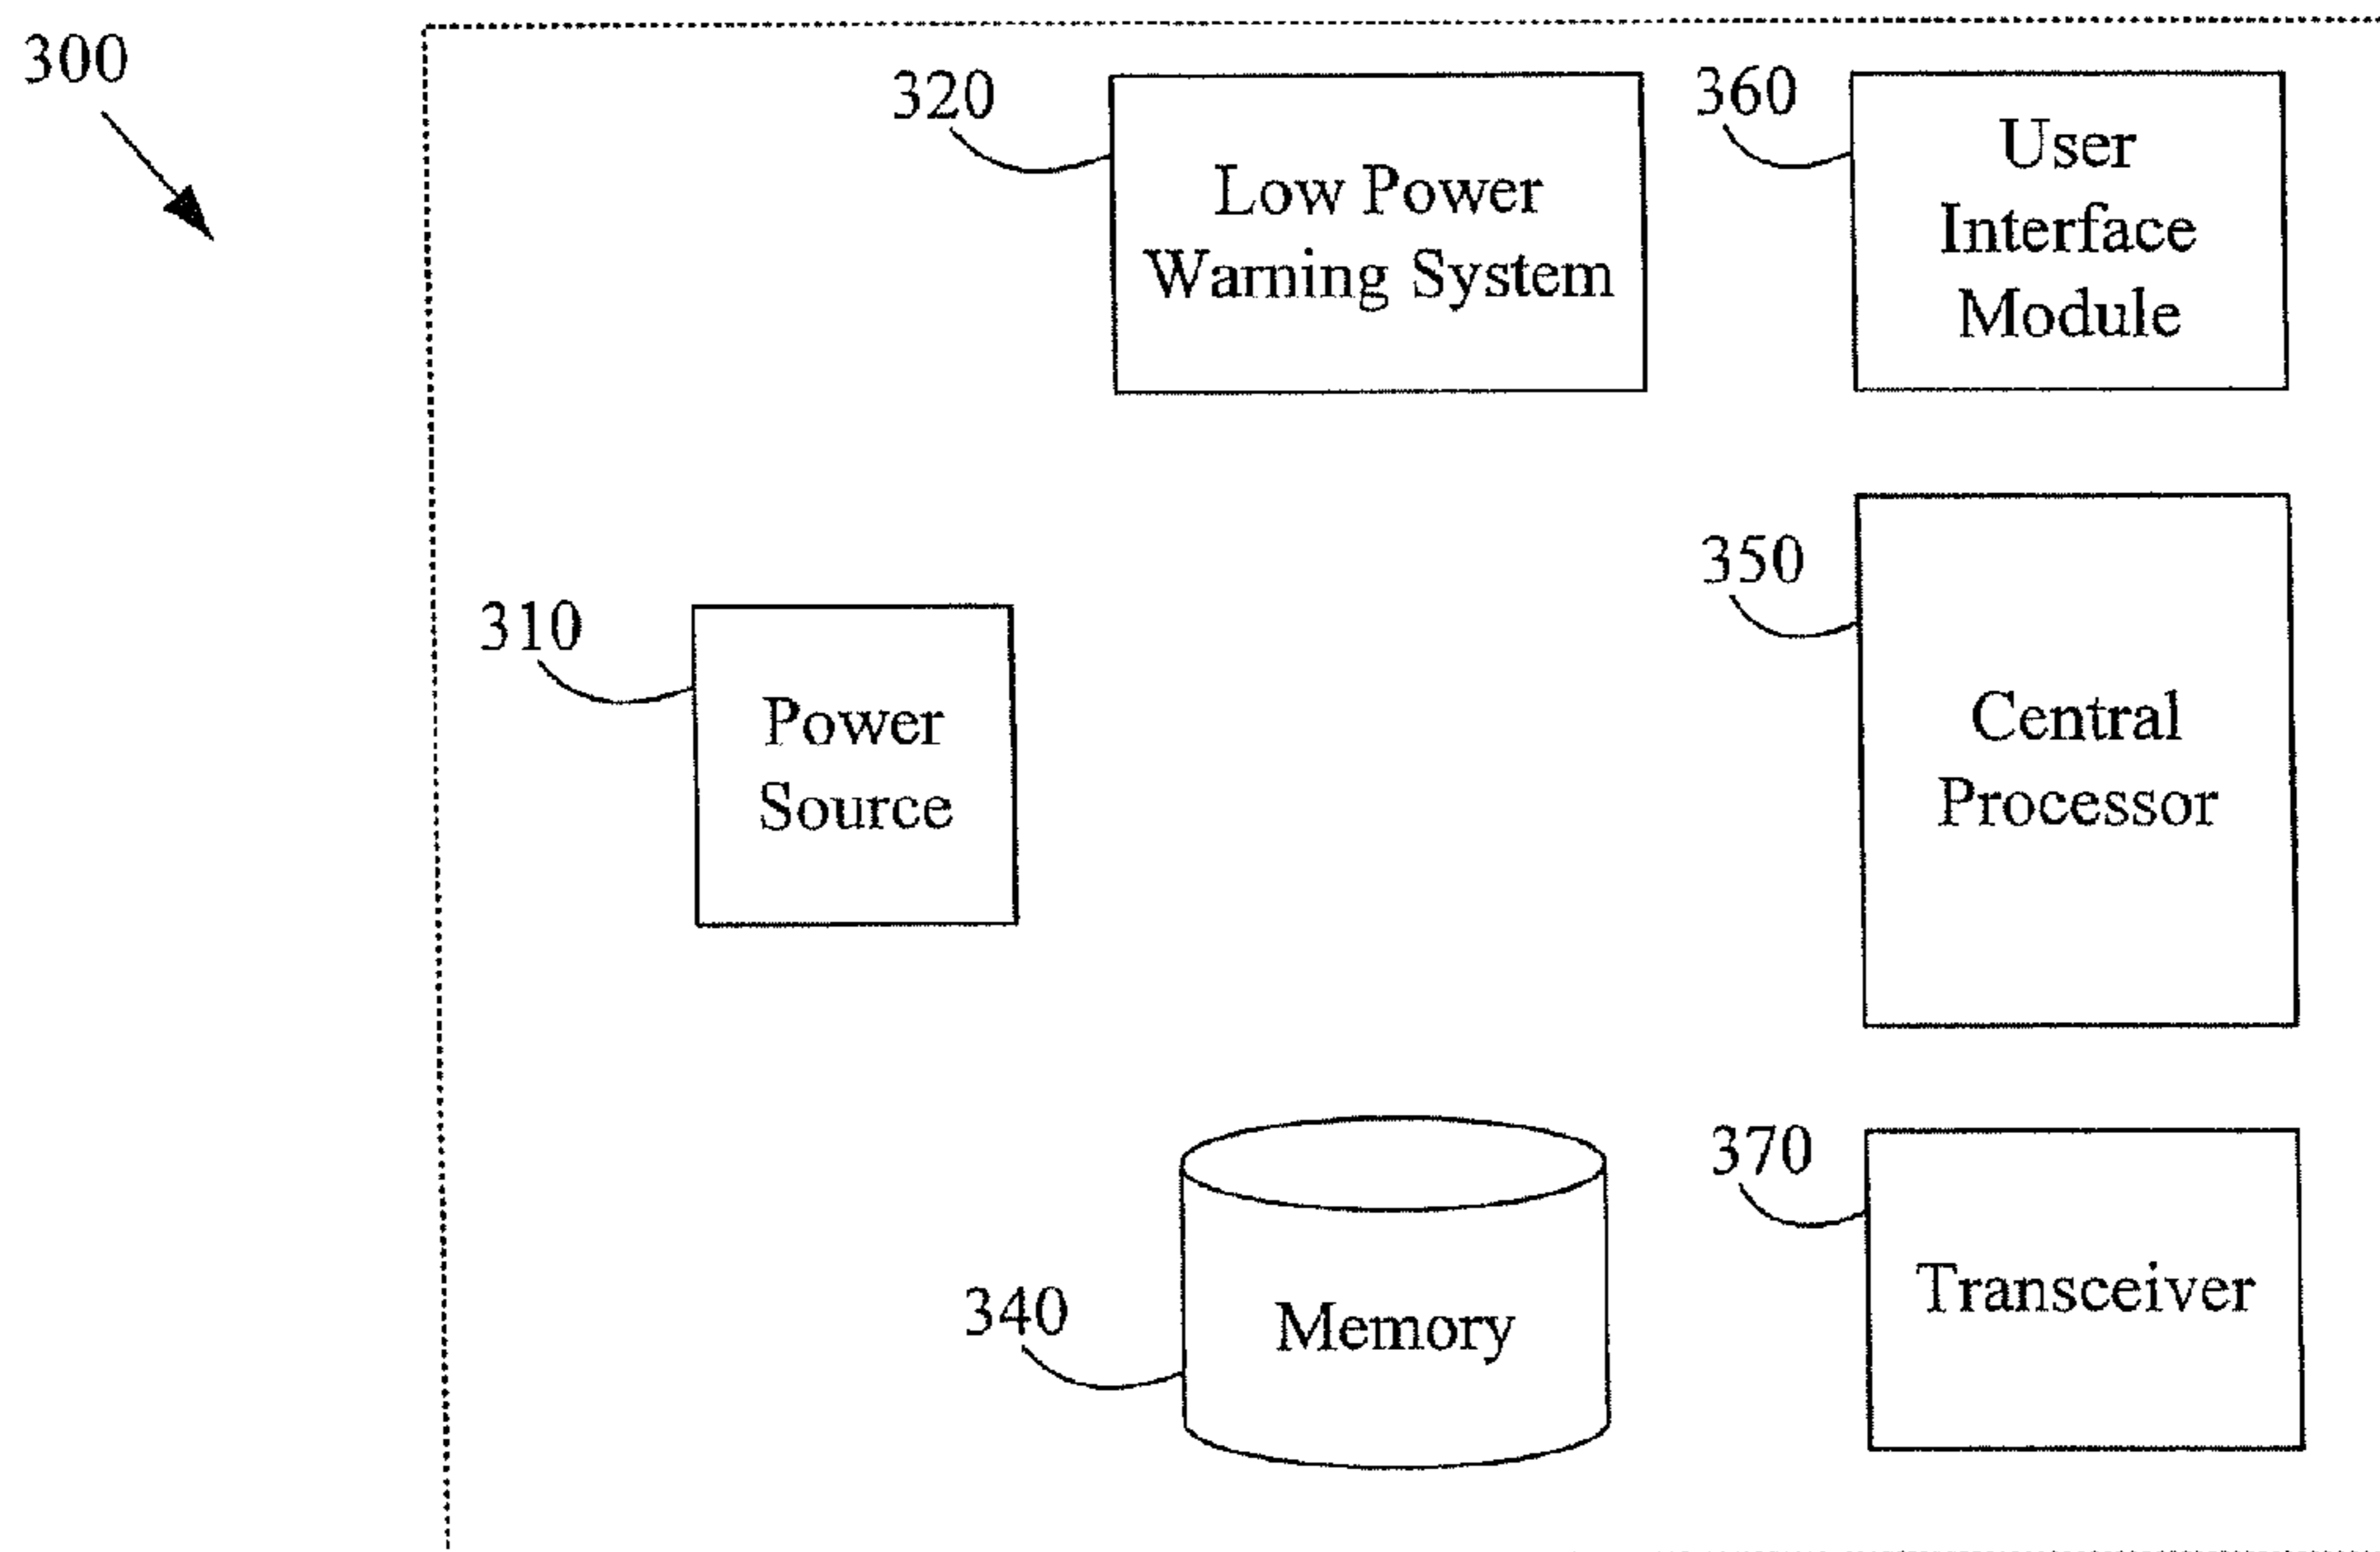 300
320
Low Power
Warning System
360
User
Interface
Module
310
Power
Source
350
Central
Processor
340
Memory
370
Transceiver